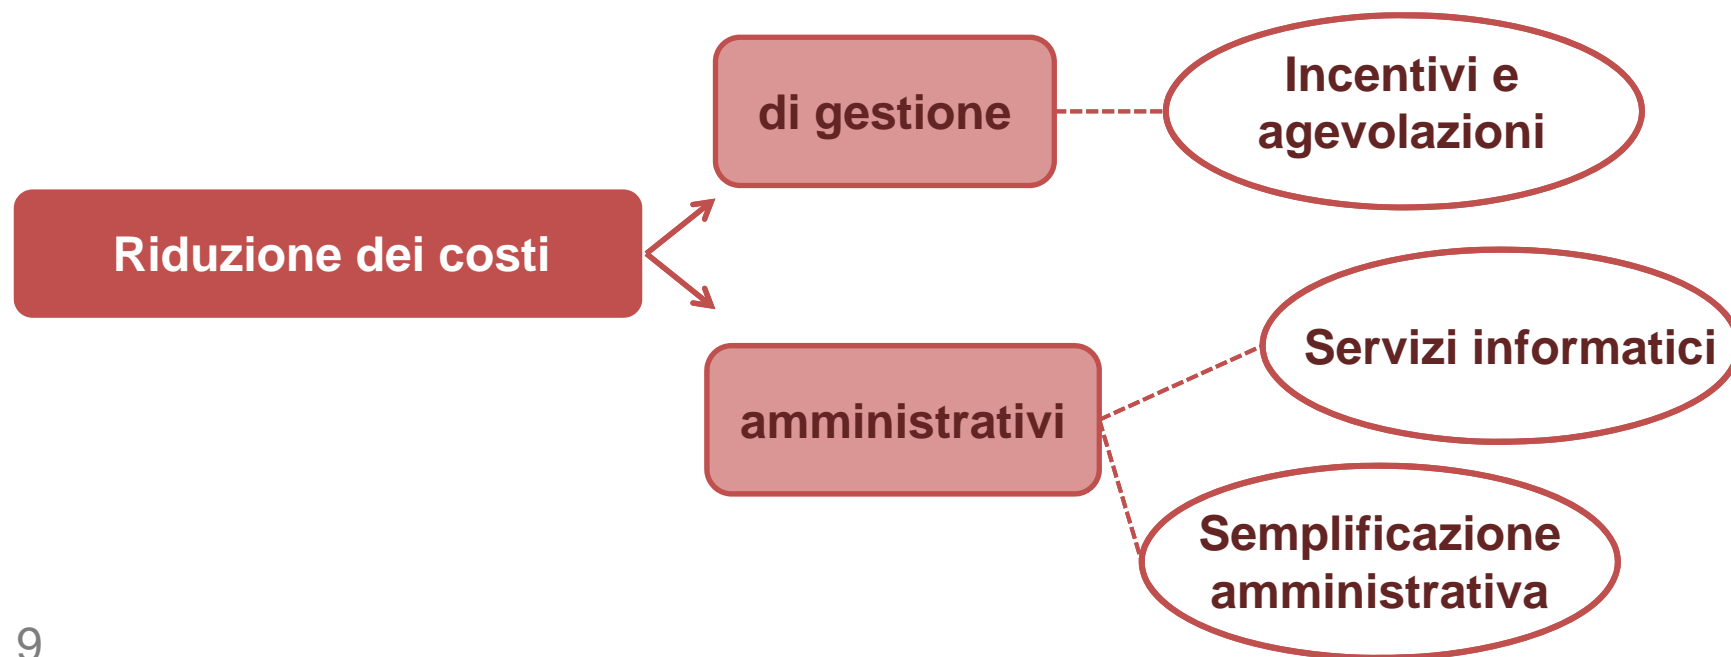 Riduzione dei costi
di gestione
Incentivi e
agevolazioni
amministrativi
Servizi informatici
Semplificazione
amministrativa
9